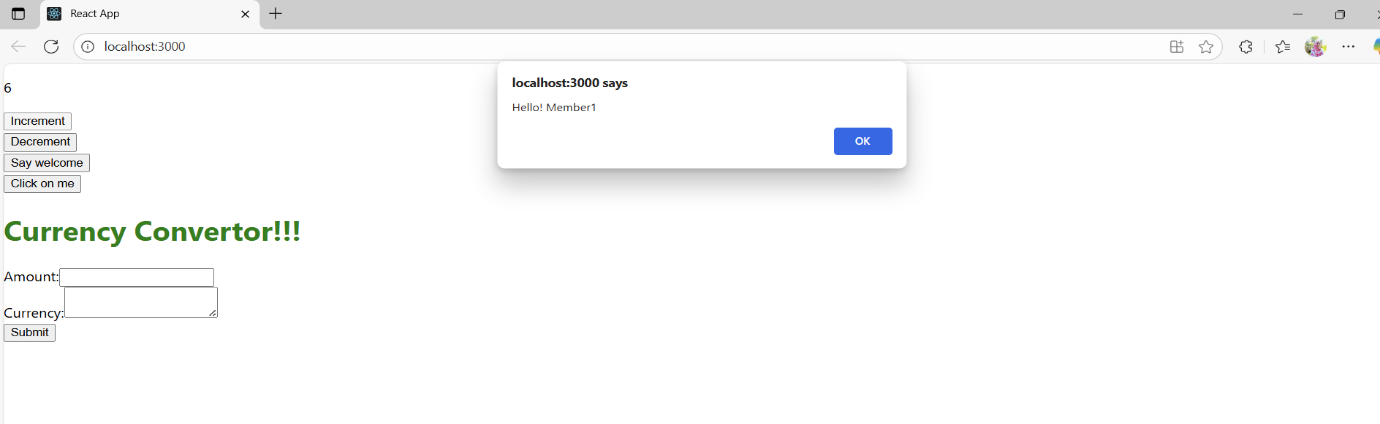 React App
localhost:3000
localhost:3000 says
Hello! Member1
OK
6
Increment
Decrement
Say welcome
Click on me
Currency Convertor!!!
Amount:
Currency:
Submit